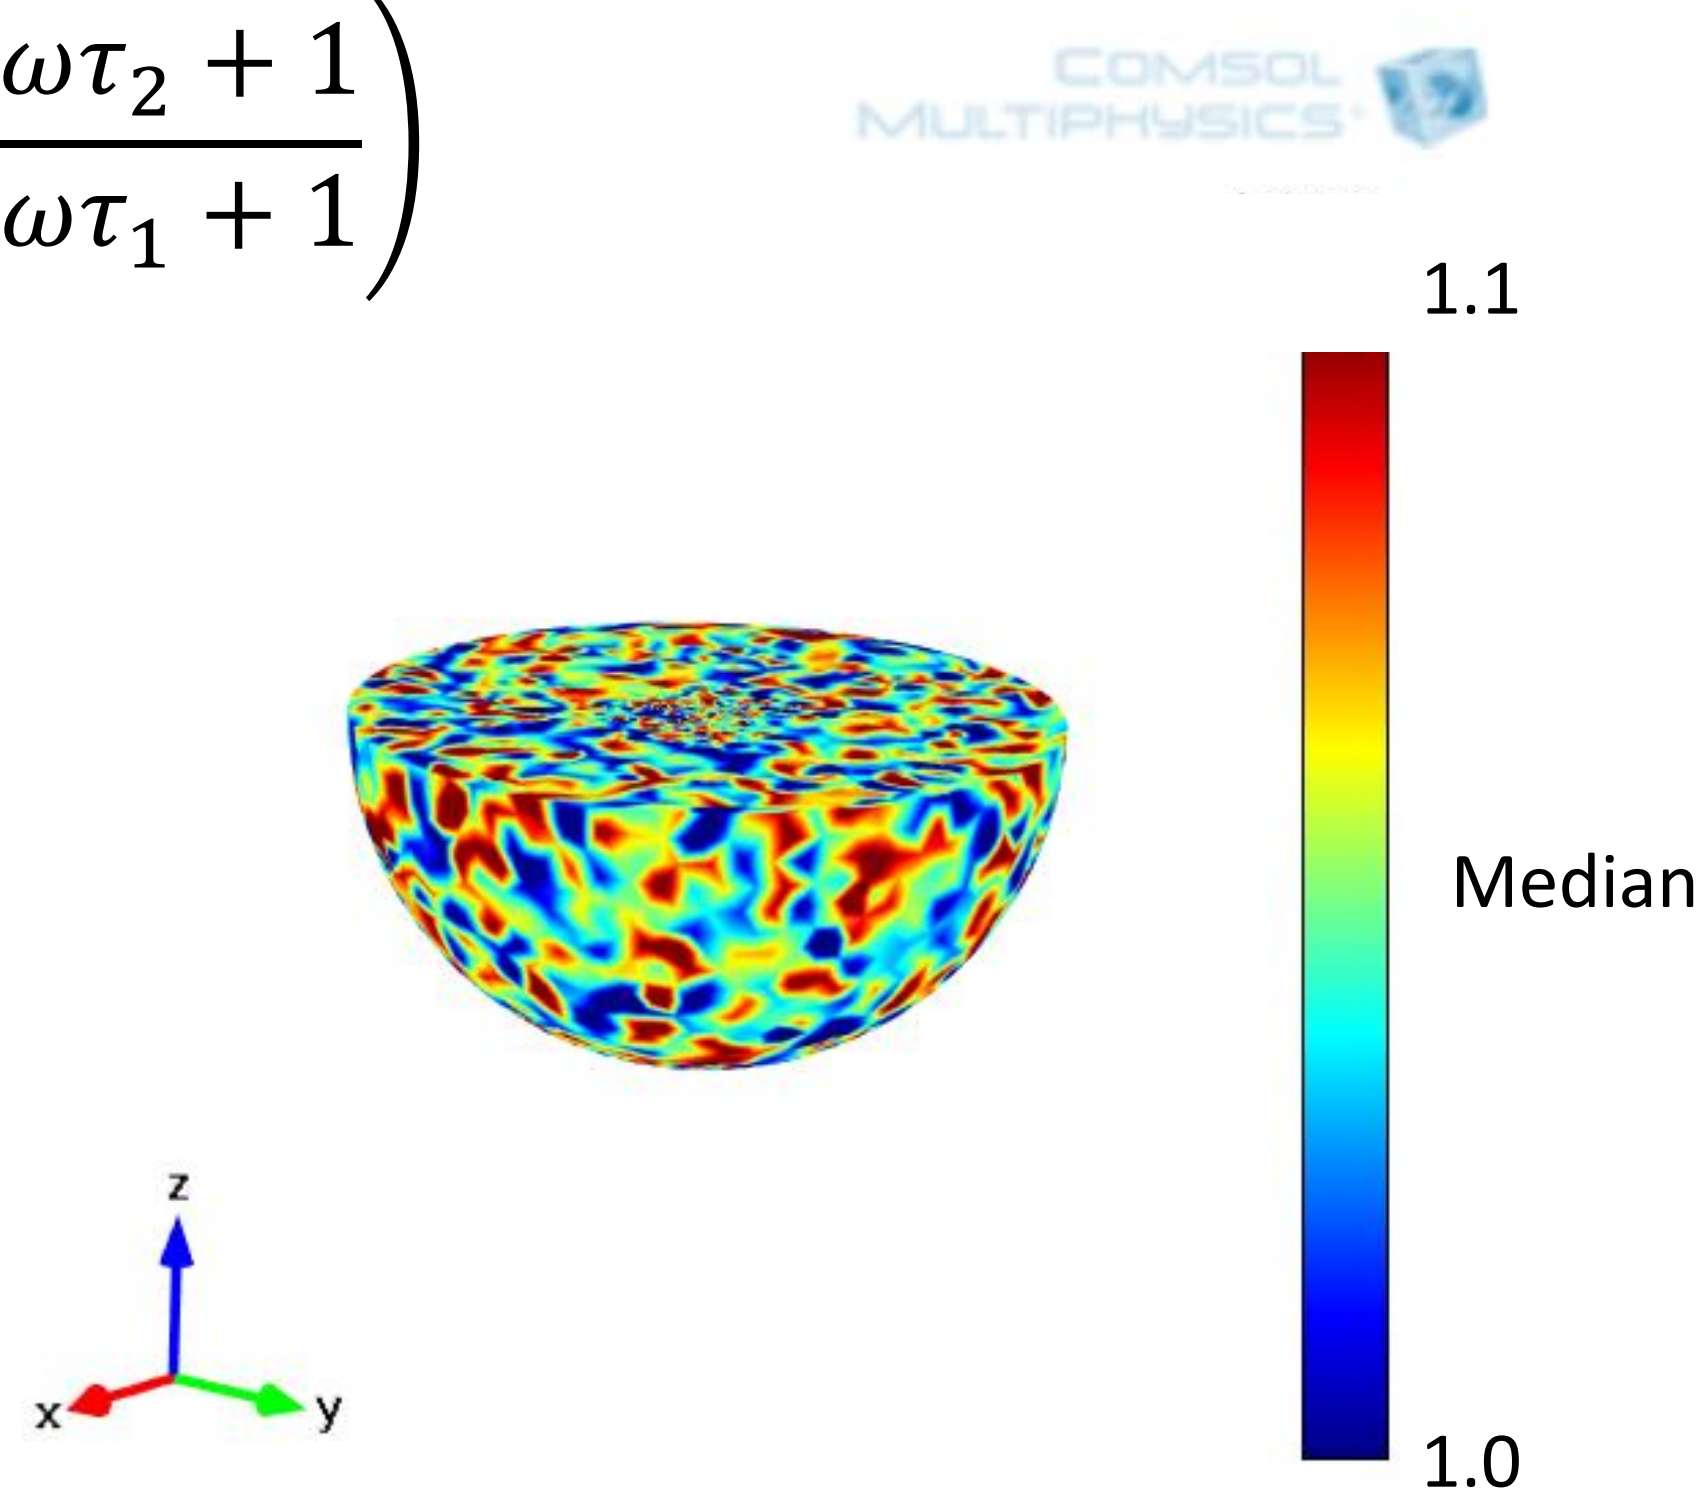 ωτ₂ + 1
ωτ₁ + 1
COMSOL
MULTIPHYSICS
1.1
Median
z
x
y
1.0